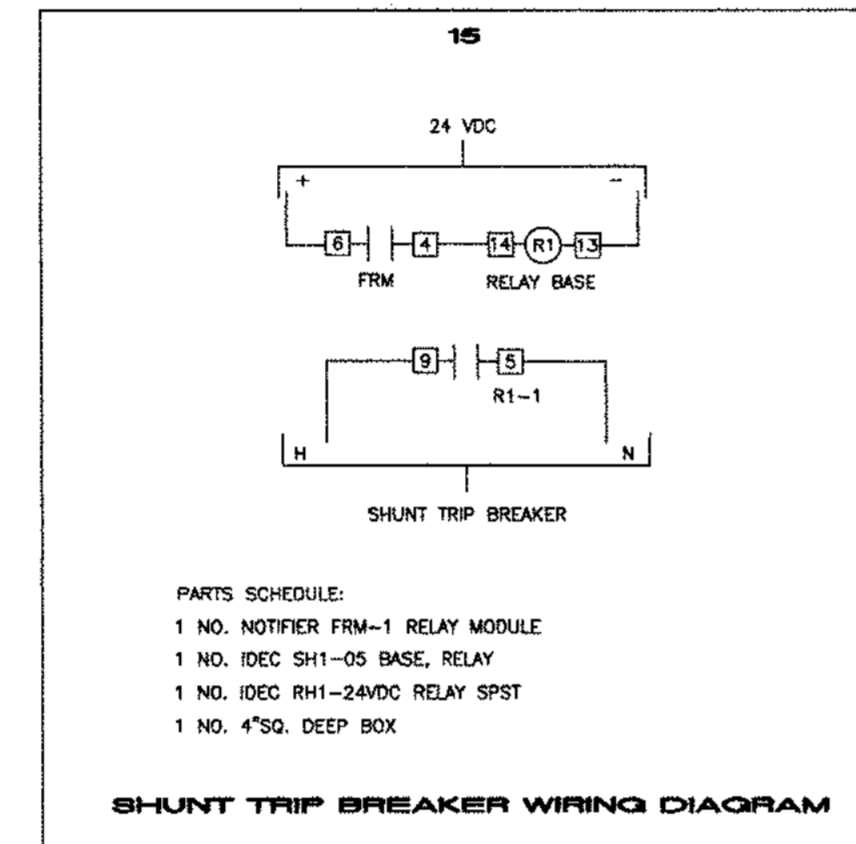 15
24 VDC
+ -
6 4 14 R1 13
FRM RELAY BASE
9 5
R1-1
H N
SHUNT TRIP BREAKER
PARTS SCHEDULE:
1 NO. NOTIFIER FRM-1 RELAY MODULE
1 NO. IDEC SH1-05 BASE, RELAY
1 NO. IDEC RH1-24VDC RELAY SPST
1 NO. 4"SQ. DEEP BOX
SHUNT TRIP BREAKER WIRING DIAGRAM